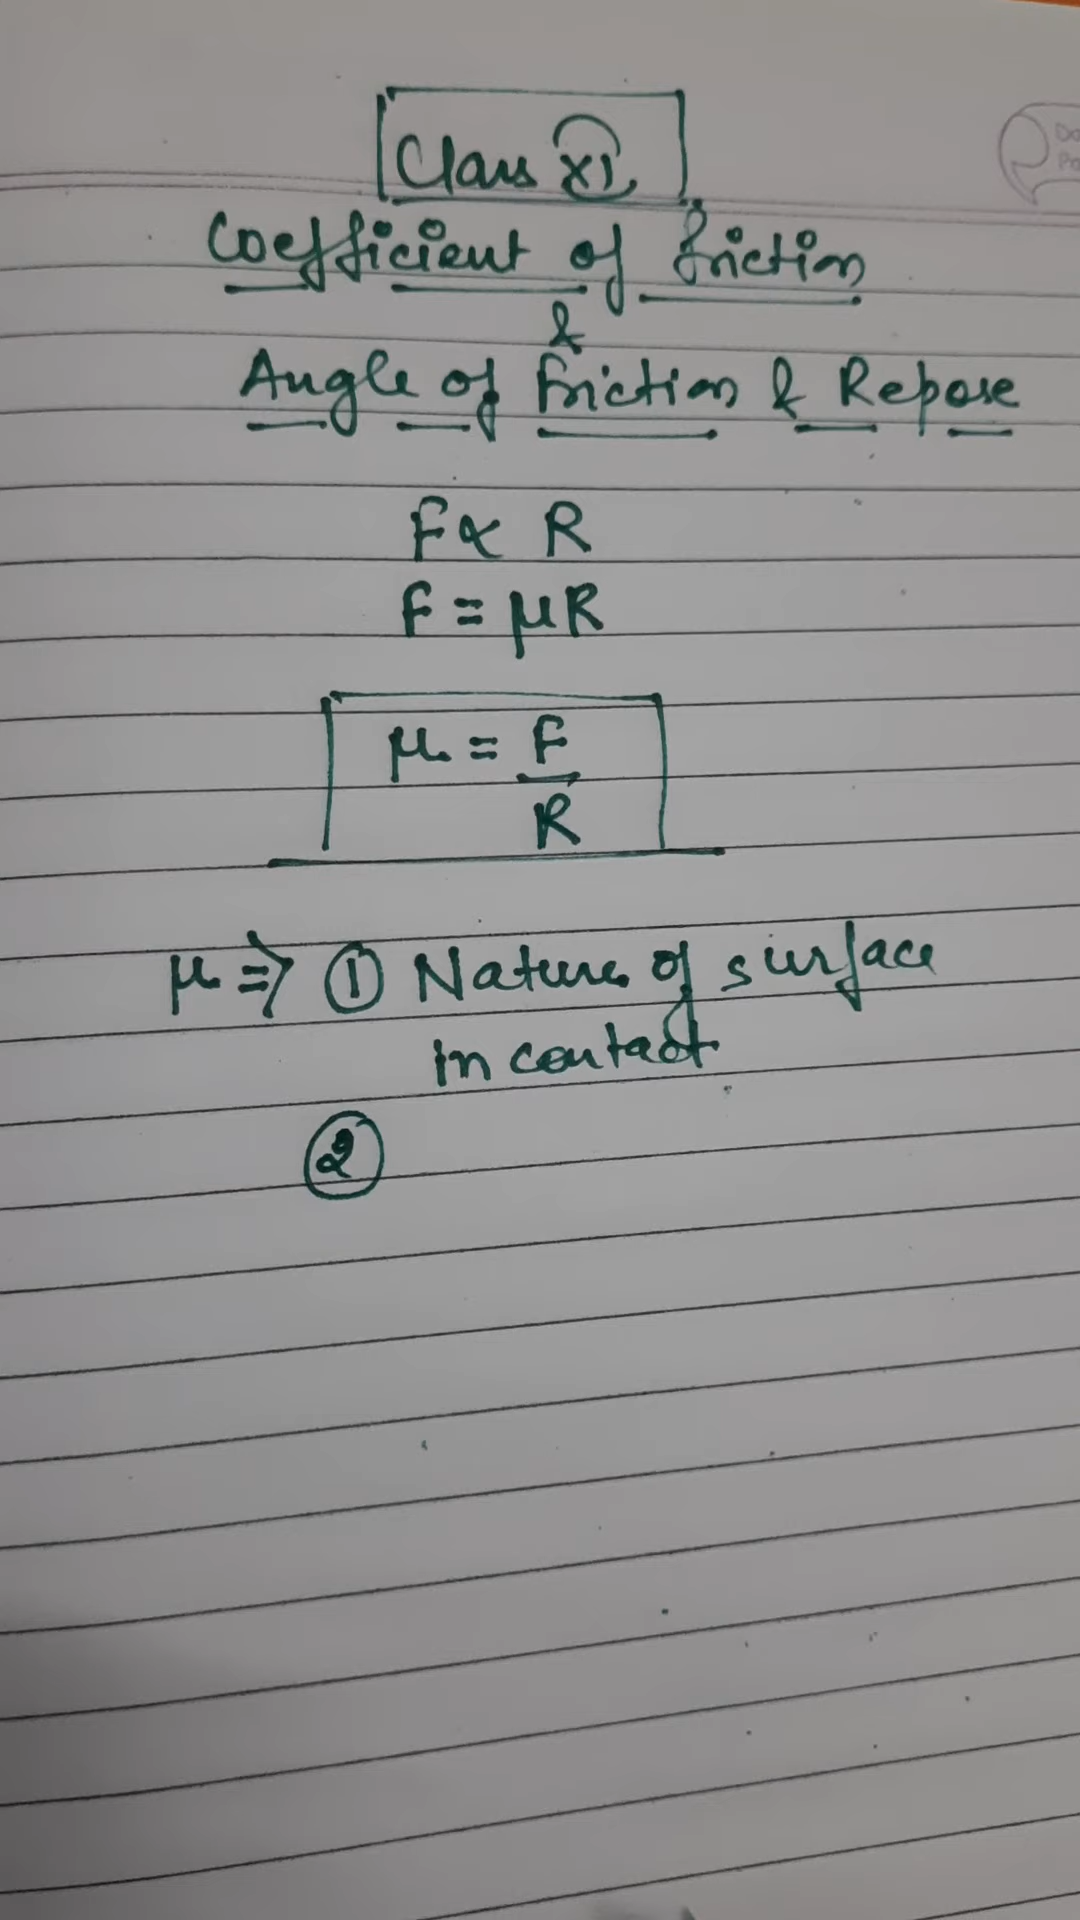 Class XI
Coefficient of friction
&
Angle of friction & Repose
F ∝ R
F = μR
μ = F
R
μ ⇒ ① Nature of surface
in contact
②